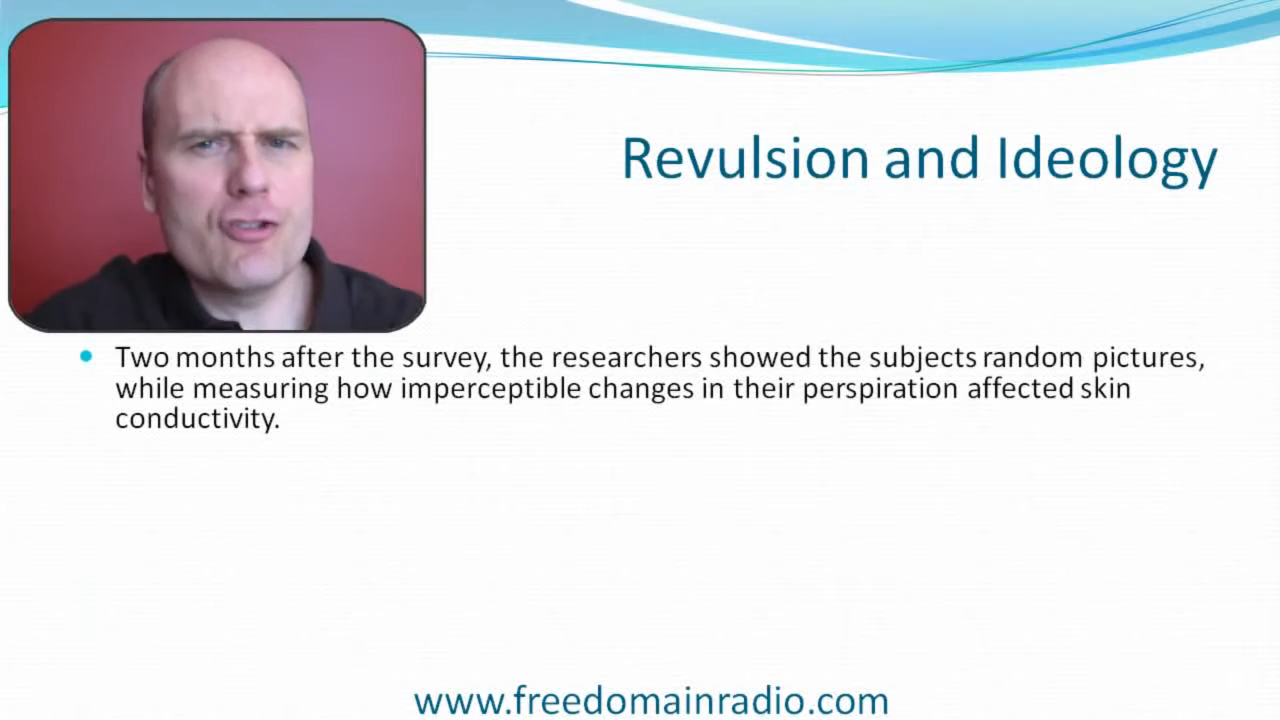 Revulsion and Ideology
Two months after the survey, the researchers showed the subjects random pictures,
while measuring how imperceptible changes in their perspiration affected skin
conductivity.
www.freedomainradio.com